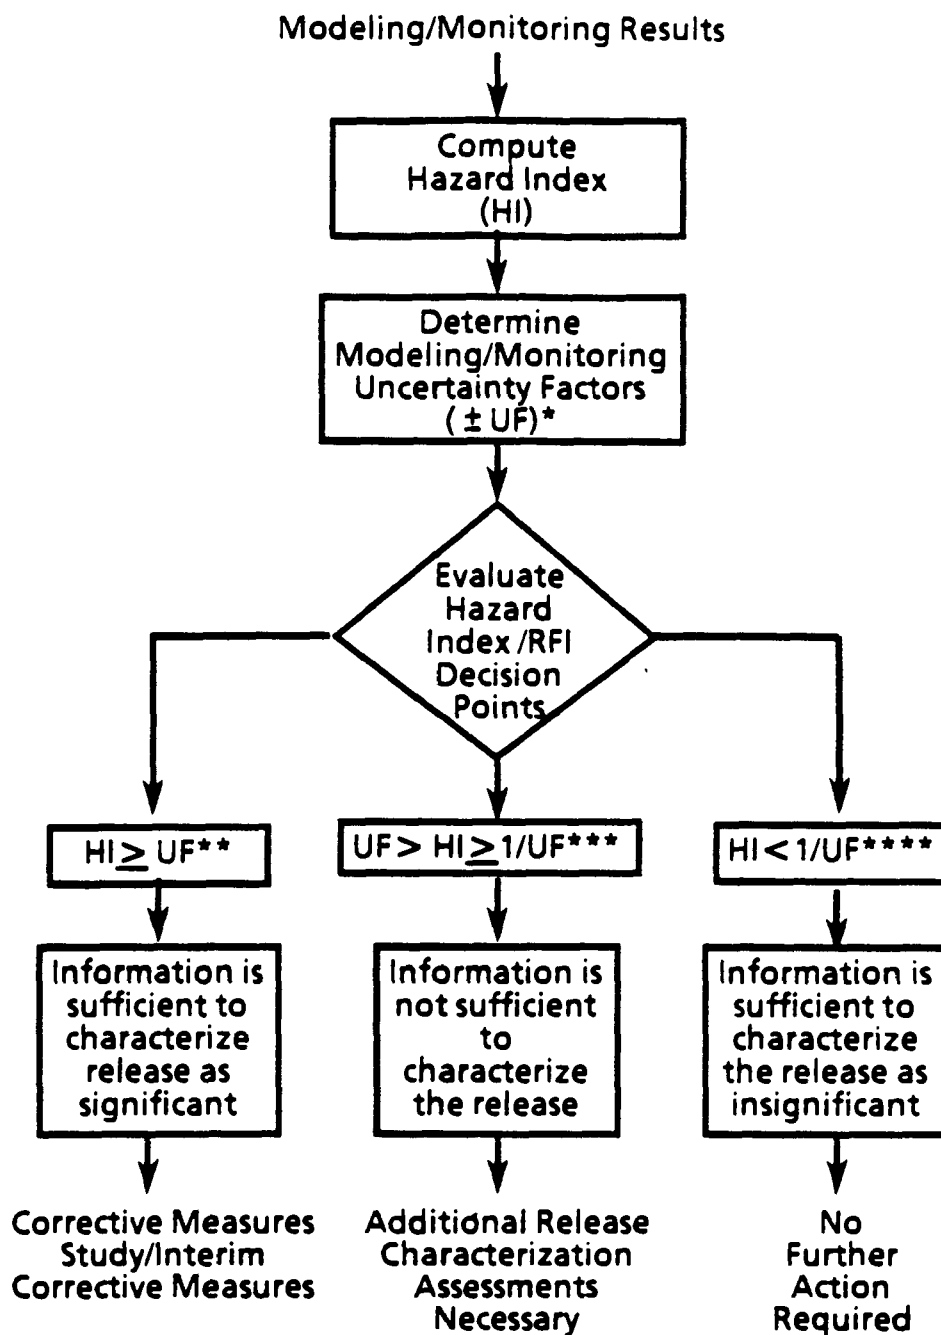 Modeling/Monitoring Results
Compute
Hazard Index
(HI)
Determine
Modeling/Monitoring
Uncertainty Factors
( ± UF)*
Evaluate
Hazard
Index /RFI
Decision
Points
HI ≥ UF**
UF > HI ≥ 1/UF***
HI < 1/UF****
Information is
sufficient to
characterize
release as
significant
Information is
not sufficient
to
characterize
the release
Information is
sufficient to
characterize
the release as
insignificant
Corrective Measures
Study/Interim
Corrective Measures
Additional Release
Characterization
Assessments
Necessary
No
Further
Action
Required